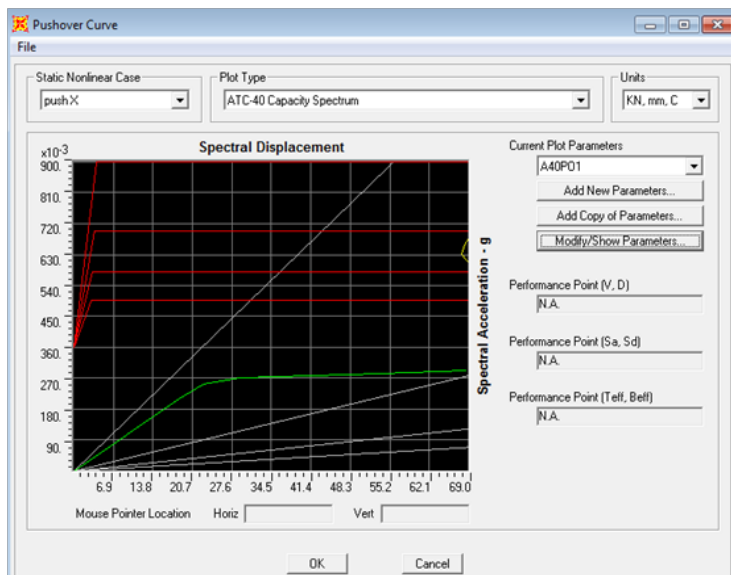 Pushover Curve
File
Static Nonlinear Case
push X
Plot Type
ATC-40 Capacity Spectrum
Units
KN, mm, C
Spectral Displacement
x10-3
900.
810.
720.
630.
540.
450.
360.
270.
180.
90.
6.9 13.8 20.7 27.6 34.5 41.4 48.3 55.2 62.1 69.0
Spectral Acceleration - g
Mouse Pointer Location Horiz Vert
Current Plot Parameters
A40PO1
Add New Parameters...
Add Copy of Parameters...
Modify/Show Parameters...
Performance Point (V, D)
N.A.
Performance Point (Sa, Sd)
N.A.
Performance Point (Teff, Beff)
N.A.
OK Cancel